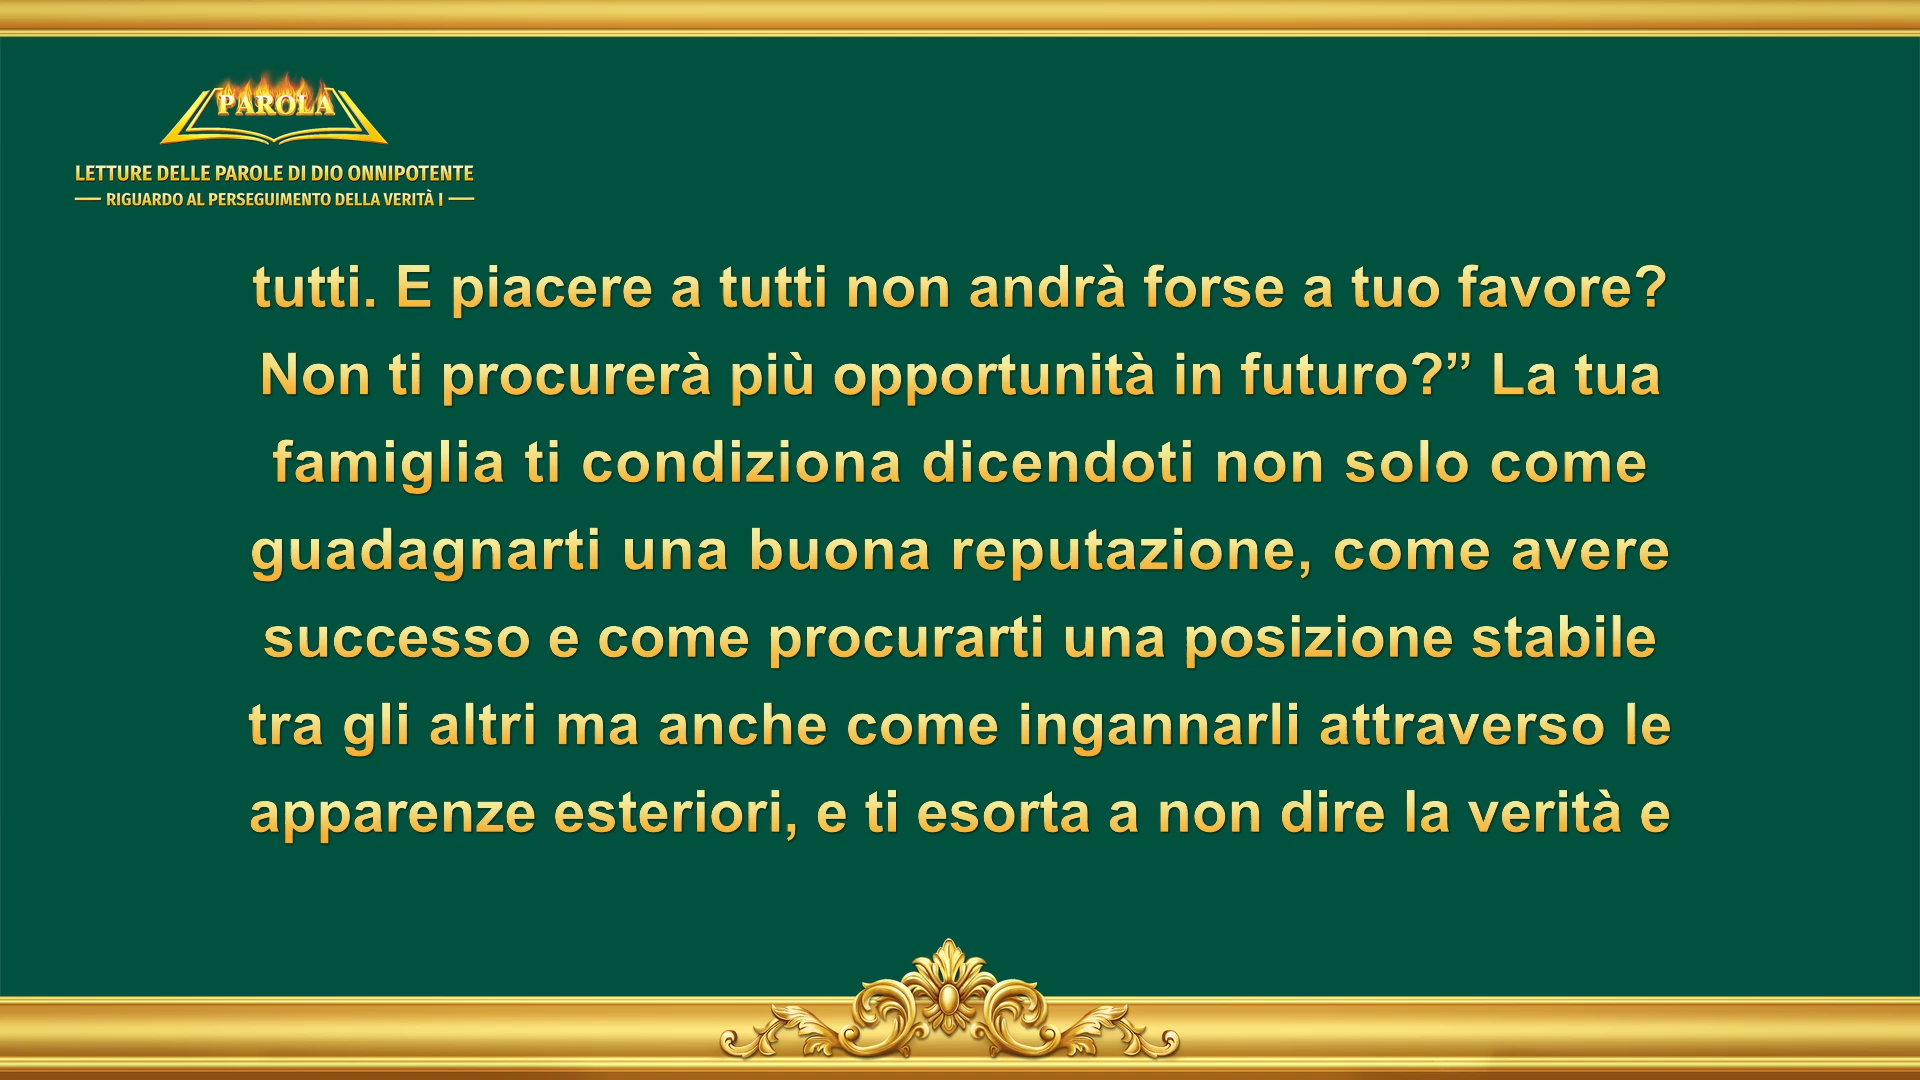 PAROLA
LETTURE DELLE PAROLE DI DIO ONNIPOTENTE
RIGUARDO AL PERSEGUIMENTO DELLA VERITÀ I
tutti. E piacere a tutti non andrà forse a tuo favore?
Non ti procurerà più opportunità in futuro?” La tua
famiglia ti condiziona dicendoti non solo come
guadagnarti una buona reputazione, come avere
successo e come procurarti una posizione stabile
tra gli altri ma anche come ingannarli attraverso le
apparenze esteriori, e ti esorta a non dire la verità e